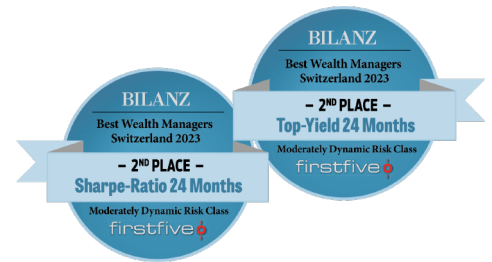 BILANZ
Best Wealth Managers
Switzerland 2023
– 2ND PLACE –
Sharpe-Ratio 24 Months
Moderately Dynamic Risk Class
firstfive
BILANZ
Best Wealth Managers
Switzerland 2023
– 2ND PLACE –
Top-Yield 24 Months
Moderately Dynamic Risk Class
firstfive